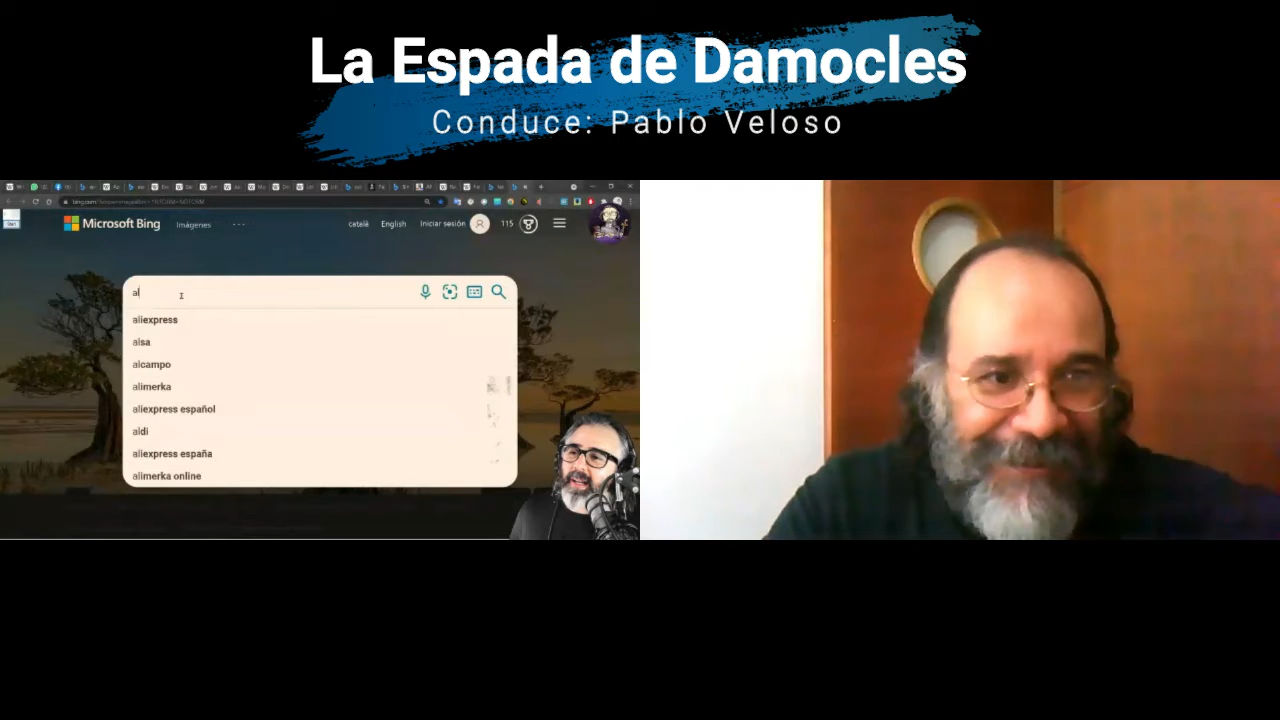 La Espada de Damocles
Conduce: Pablo Veloso
Microsoft Bing
Imágenes
català
English
Iniciar sesión
115
al
aliexpress
alsa
alcampo
alimerka
aliexpress español
aldi
aliexpress españa
alimerka online